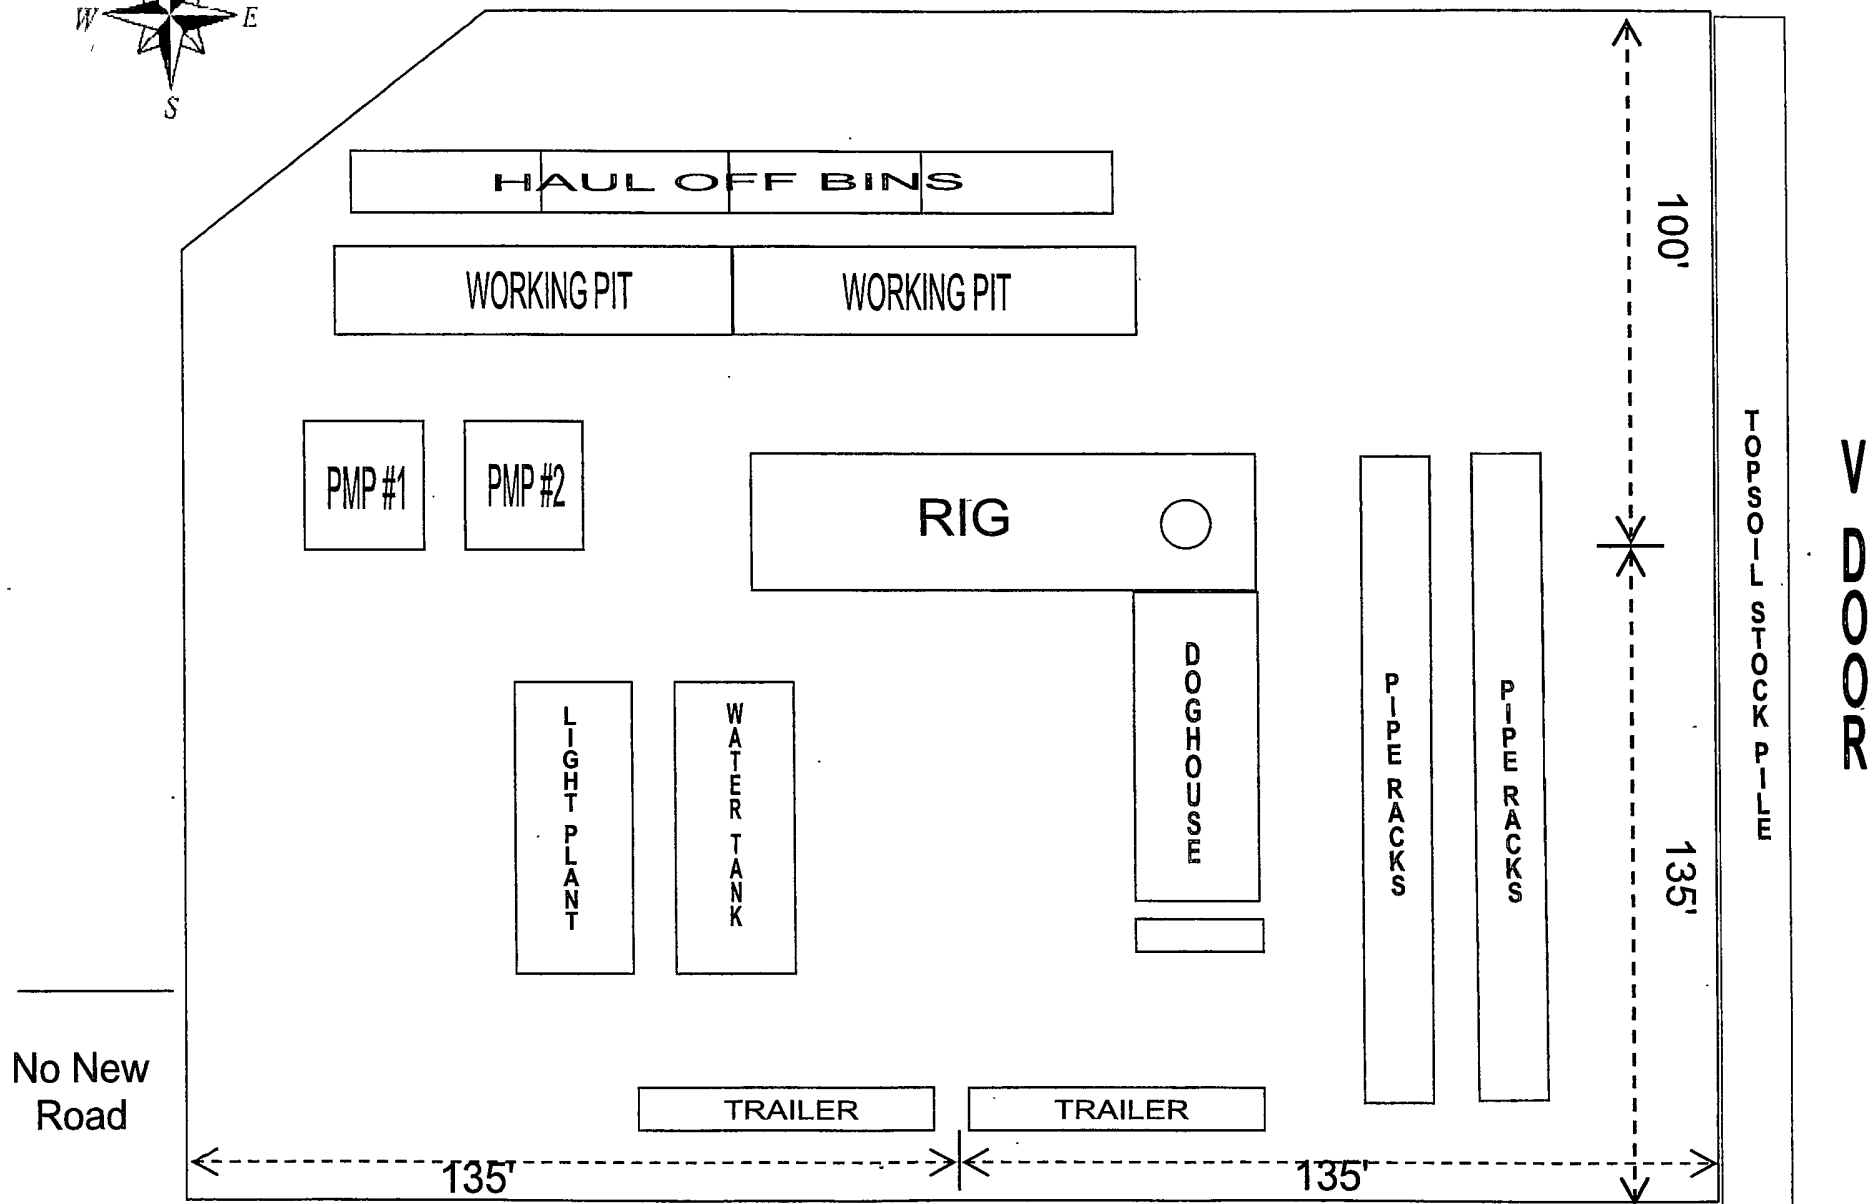 W E
S
HAUL OFF BINS
100'
WORKING PIT WORKING PIT
PMP #1 PMP #2
RIG
TOPSOIL STOCK PILE
V DOOR
DOGHOUSE
LIGHT PLANT
WATER TANK
PIPE RACKS
PIPE RACKS
135'
No New
Road
TRAILER TRAILER
135' 135'